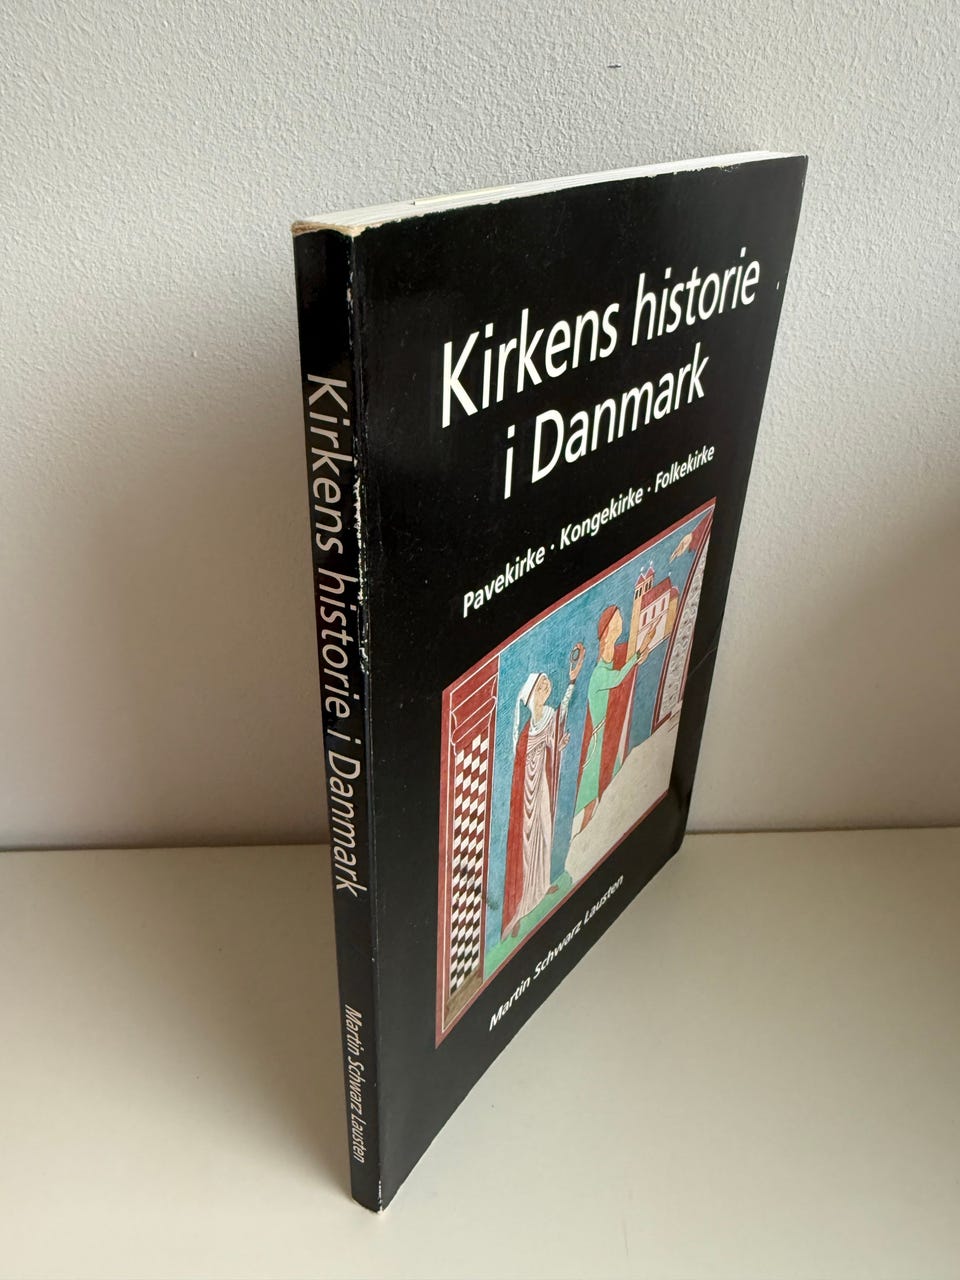 Kirkens historie
i Danmark
Pavekirke · Kongekirke · Folkekirke
Martin Schwarz Lausten
Kirkens historie i Danmark
Martin Schwarz Lausten